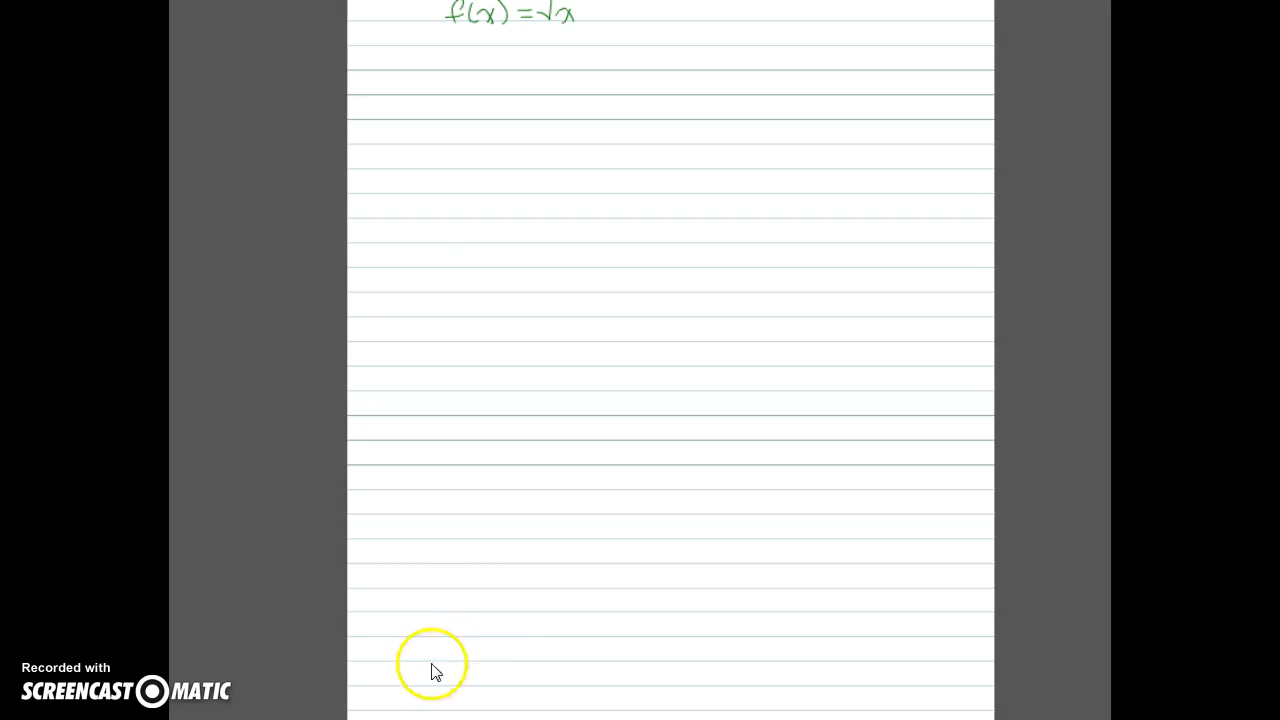 f(x) = √x
Recorded with
SCREENCAST-O-MATIC